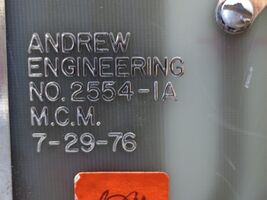 ANDREW
ENGINEERING
NO. 2554-1A
M.C.M.
7-29-76